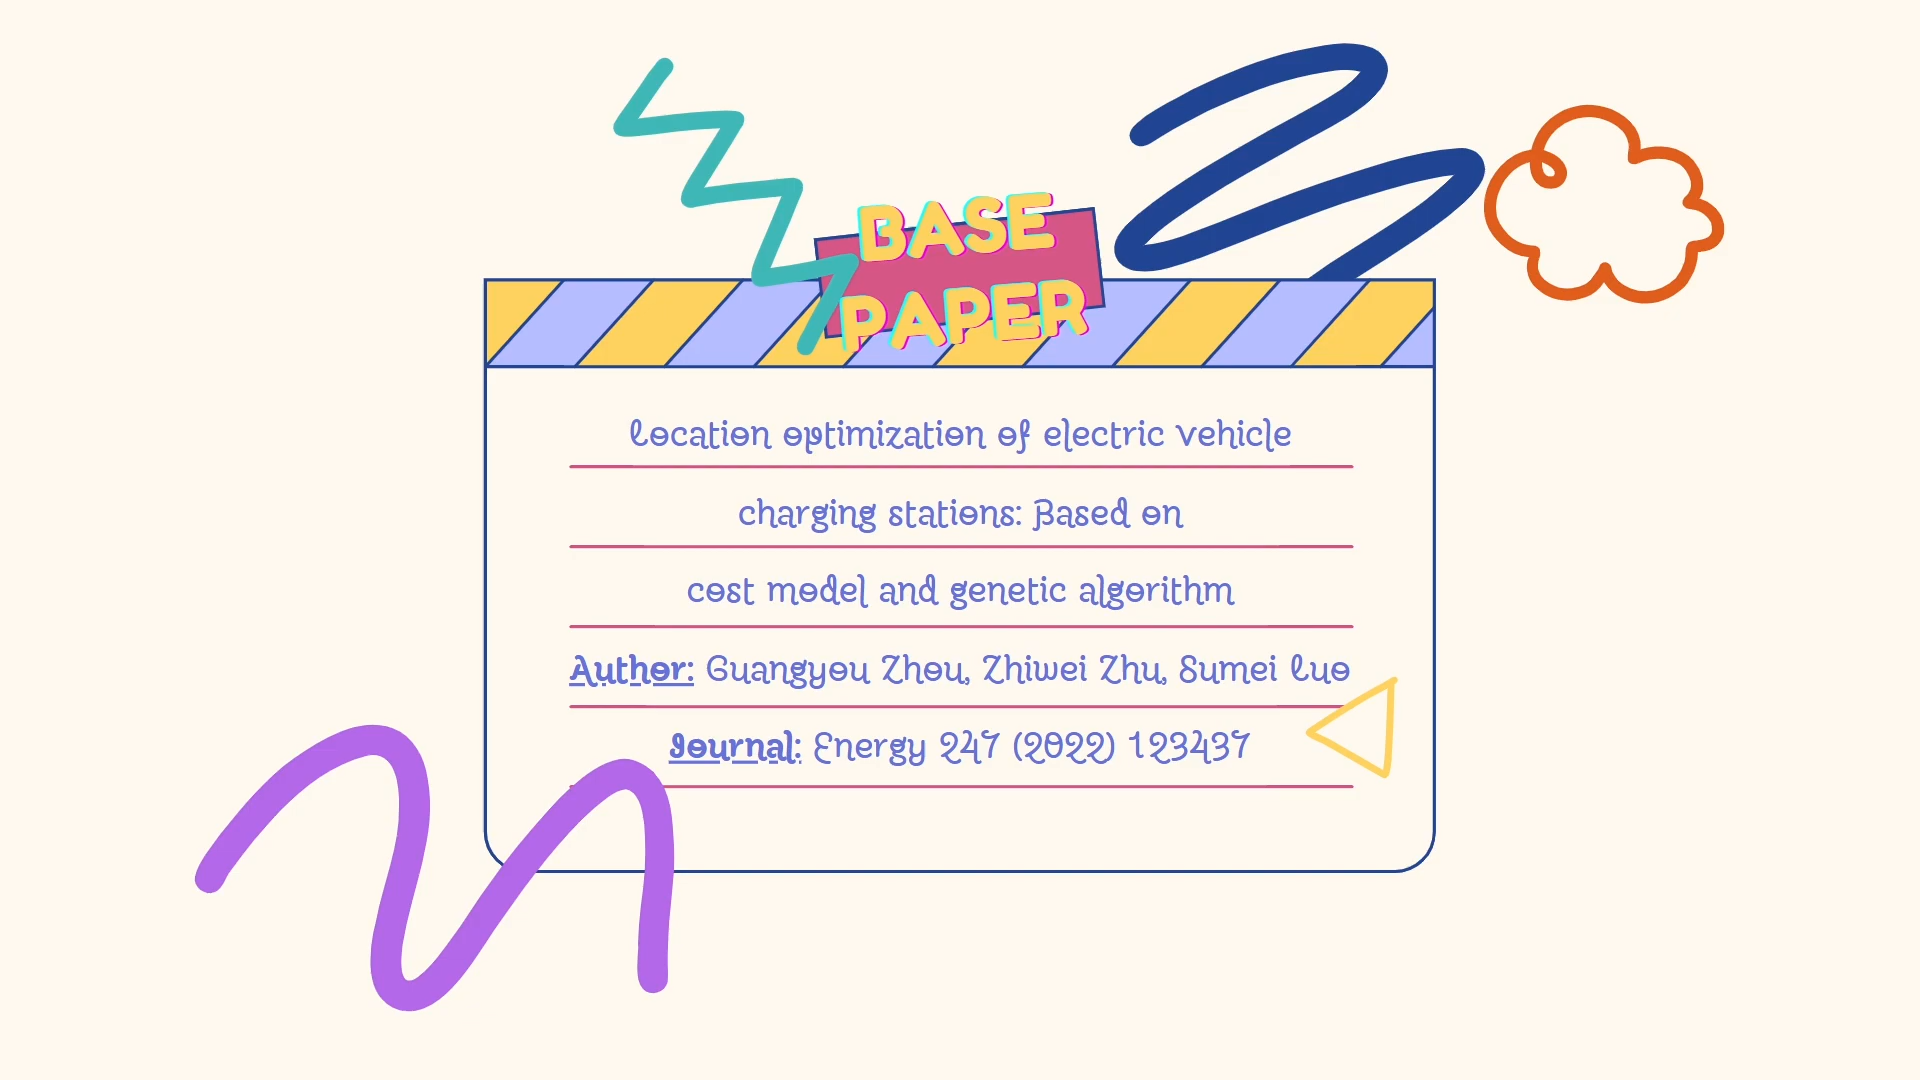 BASE
PAPER
Location optimization of electric vehicle
charging stations: Based on
cost model and genetic algorithm
Author: Guangyou Zhou, Zhiwei Zhu, Sumei Luo
Journal: Energy 247 (2022) 123437